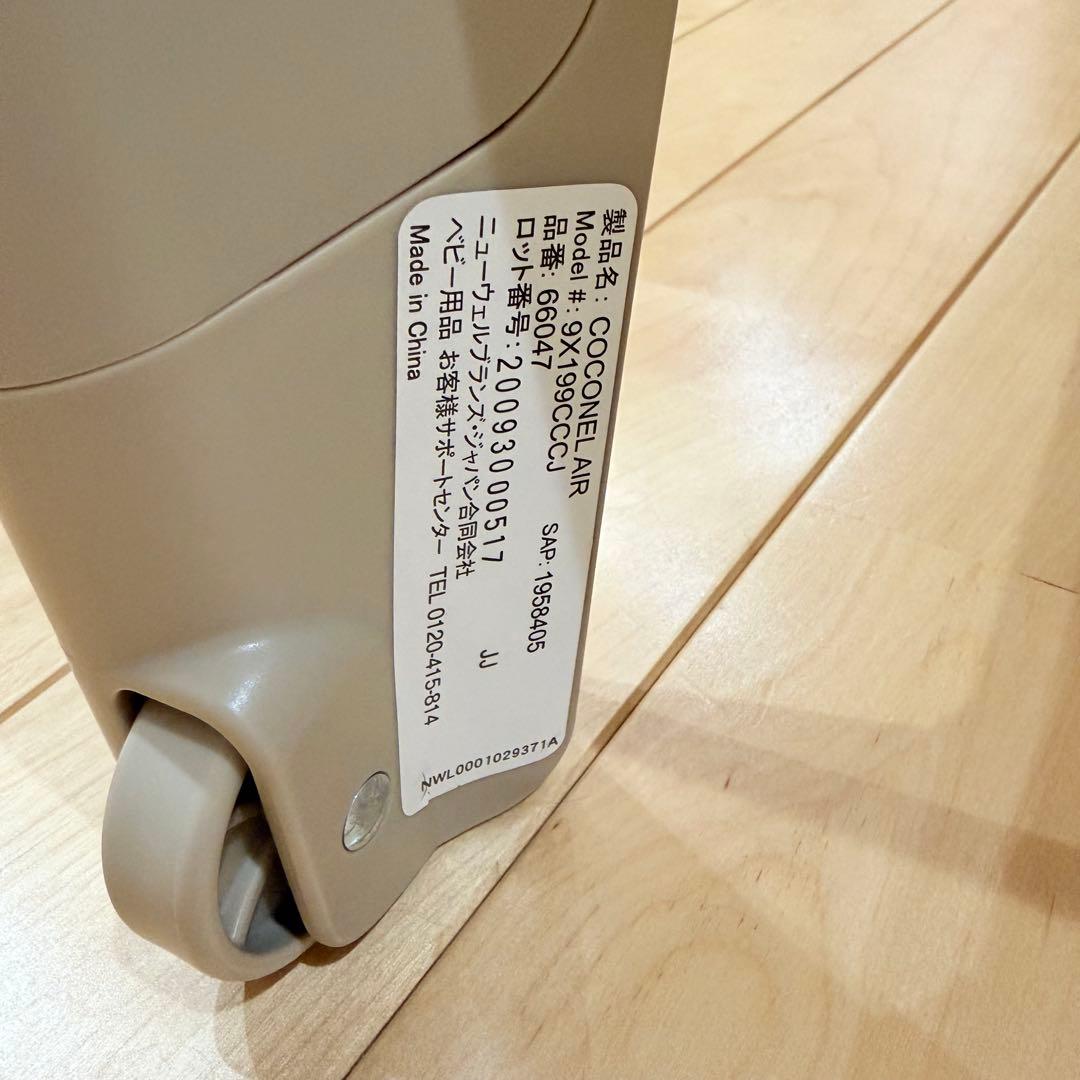 製品名: COCONEL AIR
Model #: 9X199CCCJ
品番: 66047 SAP: 1958405
ロット番号: 2009300 0517
ニューウェルブランズ・ジャパン合同会社 JJ
ベビー用品 お客様サポートセンター TEL 0120-415-814
Made in China
NWL0001029371A